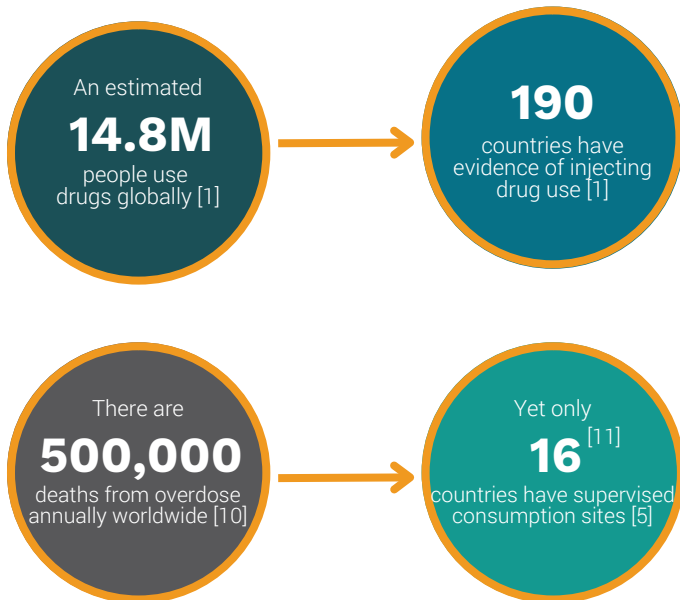 An estimated
14.8M
people use
drugs globally [1]
190
countries have
evidence of injecting
drug use [1]
There are
500,000
deaths from overdose
annually worldwide [10]
Yet only
16 [11]
countries have supervised
consumption sites [5]